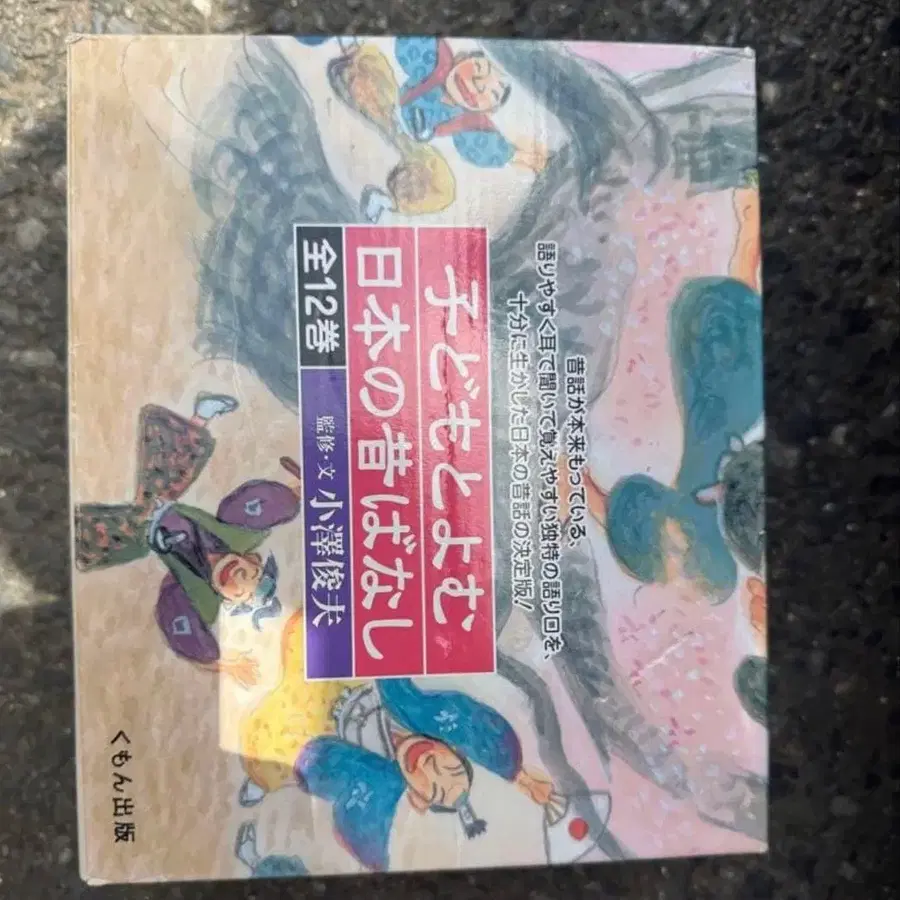 昔話が本来もっている、
語りやすく耳で聞いて覚えやすい独特の語り口を、
十分に生かした日本の昔話の決定版！
子どもとよむ
日本の昔ばなし
全12巻
監修・文 小澤俊夫
くもん出版